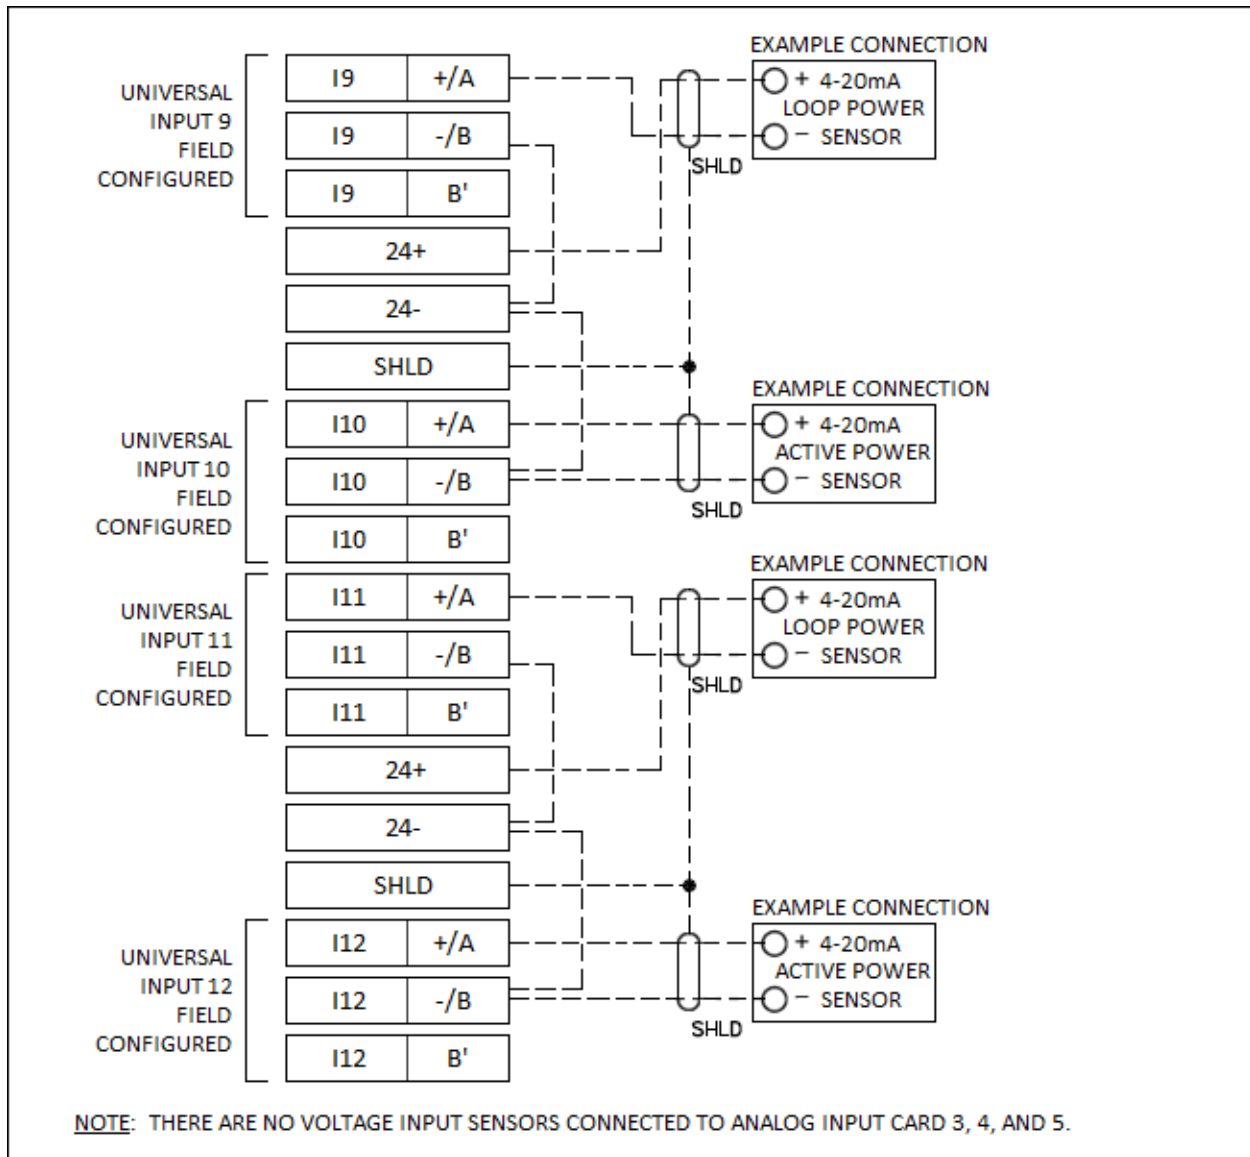 EXAMPLE CONNECTION
UNIVERSAL
INPUT 9
FIELD
CONFIGURED
I9 +/A
I9 -/B
I9 B'
+ 4-20mA
LOOP POWER
− SENSOR
SHLD
24+
24-
SHLD
EXAMPLE CONNECTION
UNIVERSAL
INPUT 10
FIELD
CONFIGURED
I10 +/A
I10 -/B
I10 B'
+ 4-20mA
ACTIVE POWER
− SENSOR
SHLD
EXAMPLE CONNECTION
UNIVERSAL
INPUT 11
FIELD
CONFIGURED
I11 +/A
I11 -/B
I11 B'
+ 4-20mA
LOOP POWER
− SENSOR
SHLD
24+
24-
SHLD
EXAMPLE CONNECTION
UNIVERSAL
INPUT 12
FIELD
CONFIGURED
I12 +/A
I12 -/B
I12 B'
+ 4-20mA
ACTIVE POWER
− SENSOR
SHLD
NOTE: THERE ARE NO VOLTAGE INPUT SENSORS CONNECTED TO ANALOG INPUT CARD 3, 4, AND 5.